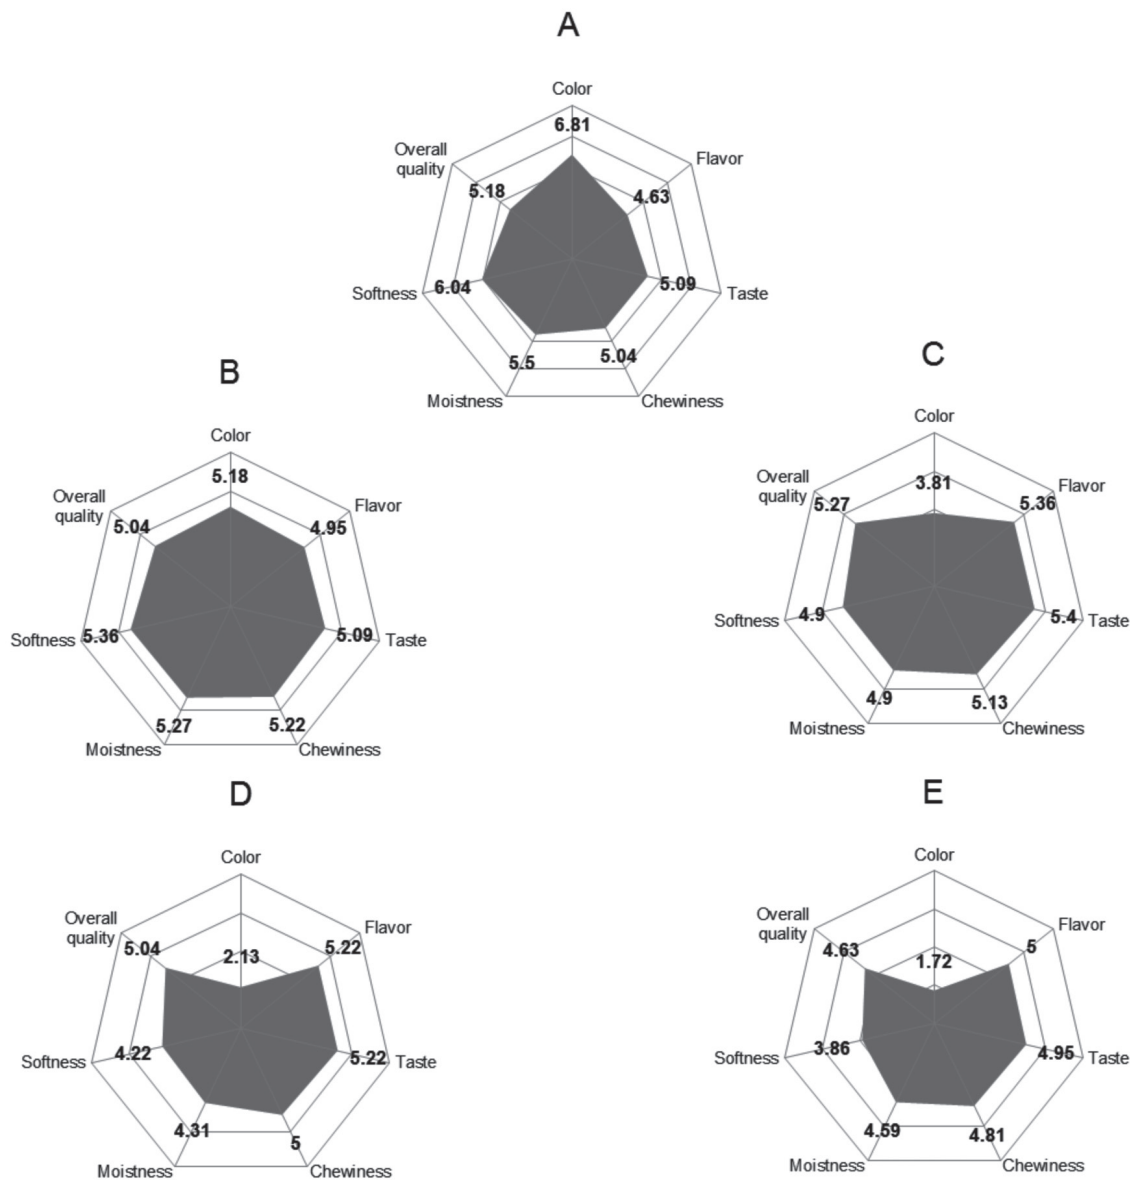 A
Color
6.81
Overall
quality
Flavor
5.18
4.63
Softness
6.04
5.09
Taste
5.5
5.04
Moistness
Chewiness
B
Color
5.18
Overall
quality
Flavor
5.04
4.95
Softness
5.36
5.09
Taste
5.27
5.22
Moistness
Chewiness
C
Color
3.81
Overall
quality
Flavor
5.27
5.36
Softness
4.9
5.4
Taste
4.9
5.13
Moistness
Chewiness
D
Color
2.13
Overall
quality
Flavor
5.04
5.22
Softness
4.22
5.22
Taste
4.31
5
Moistness
Chewiness
E
Color
1.72
Overall
quality
Flavor
4.63
5
Softness
3.86
4.95
Taste
4.59
4.81
Moistness
Chewiness